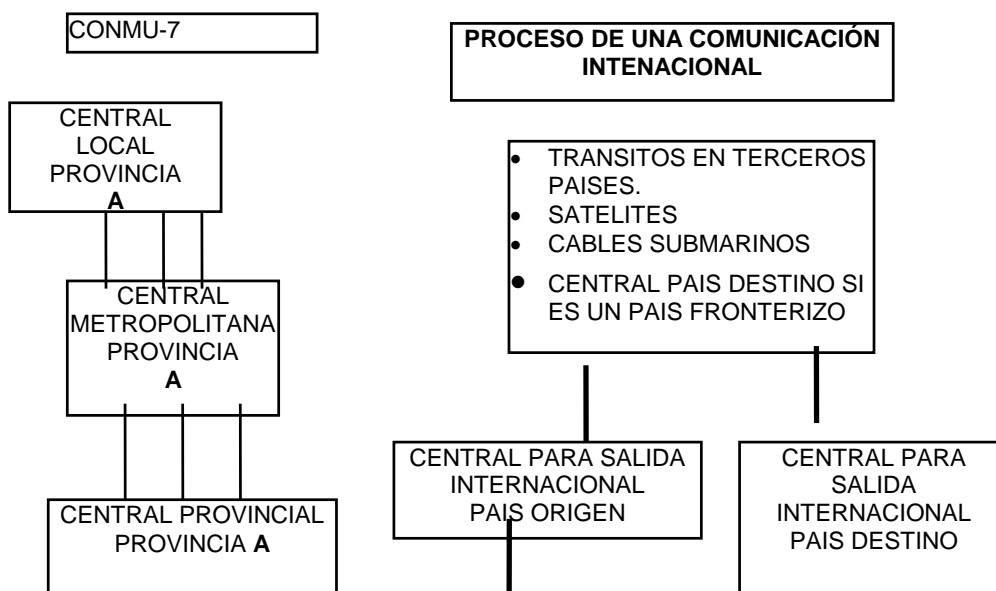 CONMU-7
PROCESO DE UNA COMUNICACIÓN
INTENACIONAL
CENTRAL
LOCAL
PROVINCIA
A
CENTRAL
METROPOLITANA
PROVINCIA
A
CENTRAL PROVINCIAL
PROVINCIA A
• TRANSITOS EN TERCEROS
PAISES.
• SATELITES
• CABLES SUBMARINOS
• CENTRAL PAIS DESTINO SI
ES UN PAIS FRONTERIZO
CENTRAL PARA SALIDA
INTERNACIONAL
PAIS ORIGEN
CENTRAL PARA
SALIDA
INTERNACIONAL
PAIS DESTINO